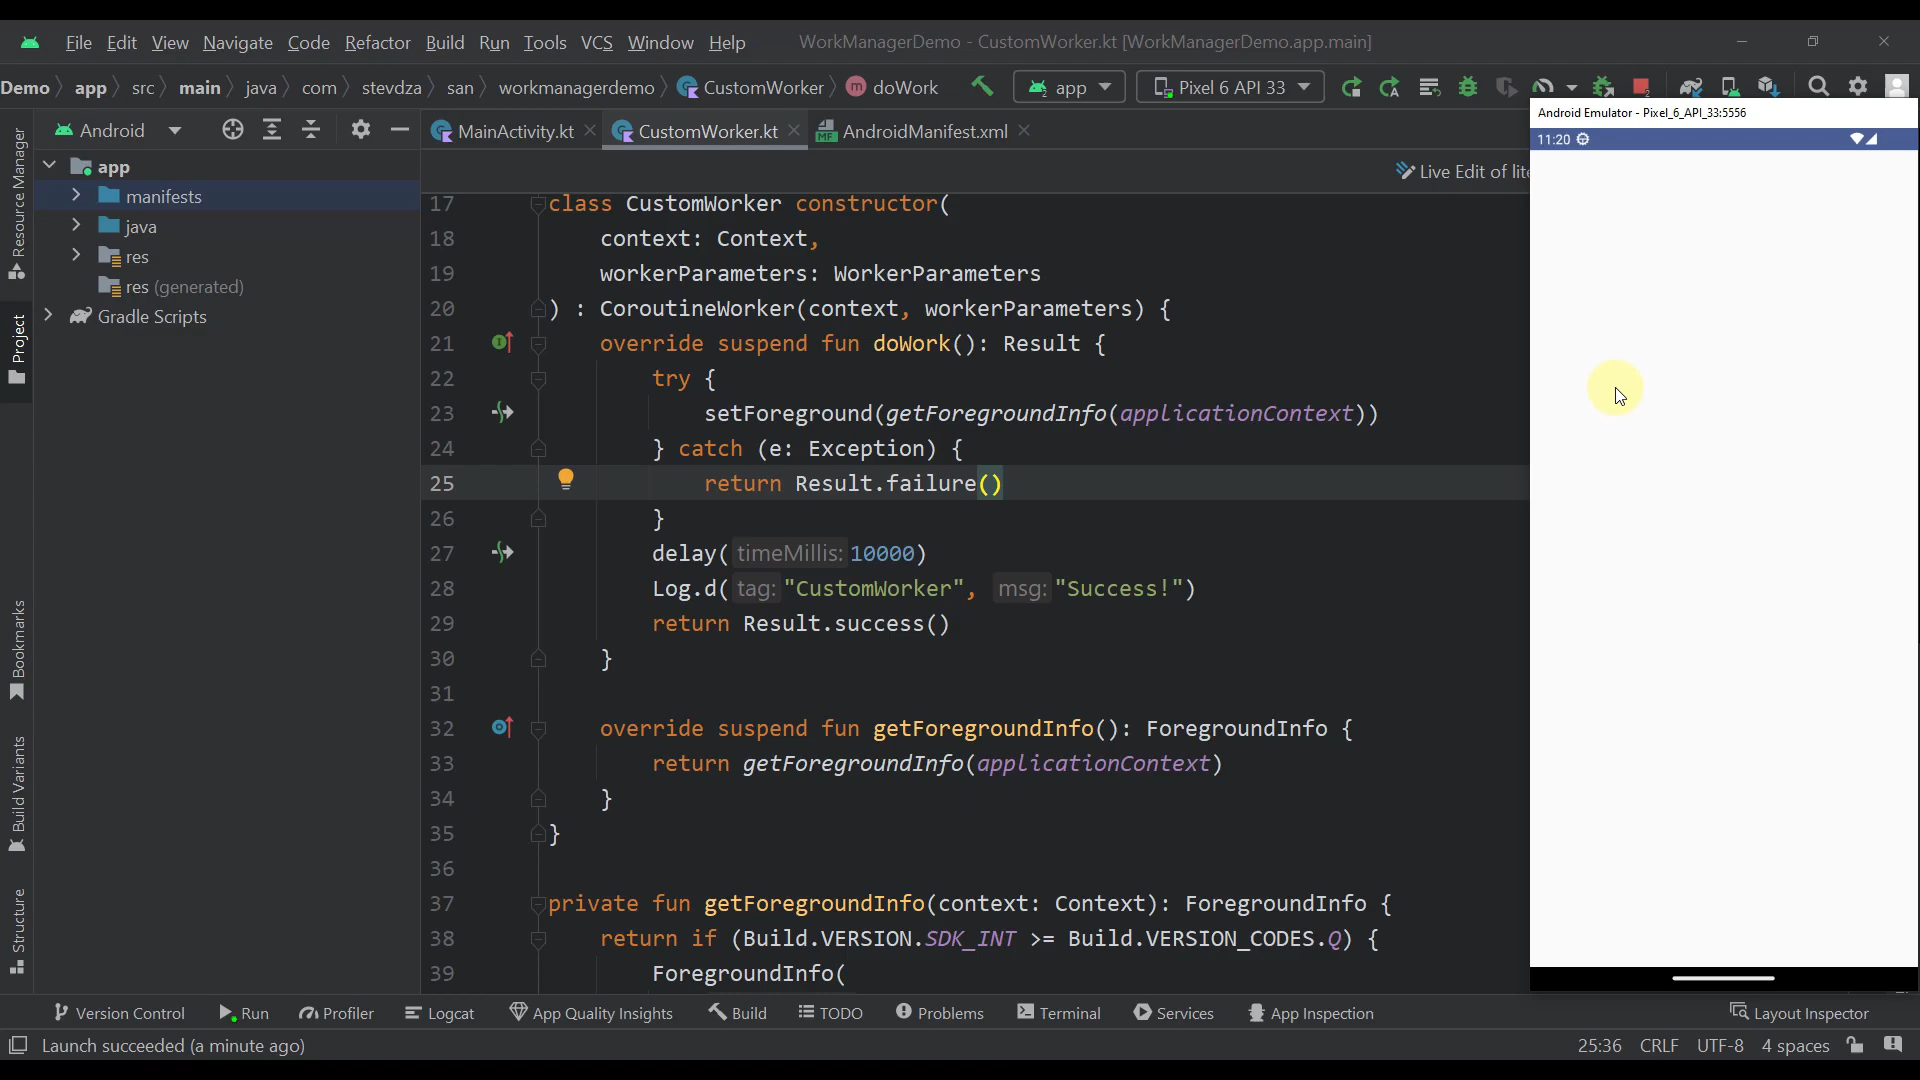 File Edit View Navigate Code Refactor Build Run Tools VCS Window Help WorkManagerDemo - CustomWorker.kt [WorkManagerDemo.app.main]
Demo app src main java com stevdza san workmanagerdemo CustomWorker doWork app Pixel 6 API 33
Android MainActivity.kt CustomWorker.kt AndroidManifest.xml
Android Emulator - Pixel_6_API_33:5556
11:20
Live Edit of lite
Resource Manager
Project
Bookmarks
Build Variants
Structure
app
manifests
java
res
res (generated)
Gradle Scripts
17 class CustomWorker constructor(
18 context: Context,
19 workerParameters: WorkerParameters
20 ) : CoroutineWorker(context, workerParameters) {
21 override suspend fun doWork(): Result {
22 try {
23 setForeground(getForegroundInfo(applicationContext))
24 } catch (e: Exception) {
25 return Result.failure()
26 }
27 delay( timeMillis: 10000)
28 Log.d( tag: "CustomWorker", msg: "Success!")
29 return Result.success()
30 }
31
32 override suspend fun getForegroundInfo(): ForegroundInfo {
33 return getForegroundInfo(applicationContext)
34 }
35 }
36
37 private fun getForegroundInfo(context: Context): ForegroundInfo {
38 return if (Build.VERSION.SDK_INT >= Build.VERSION_CODES.Q) {
39 ForegroundInfo(
Version Control Run Profiler Logcat App Quality Insights Build TODO Problems Terminal Services App Inspection Layout Inspector
Launch succeeded (a minute ago) 25:36 CRLF UTF-8 4 spaces